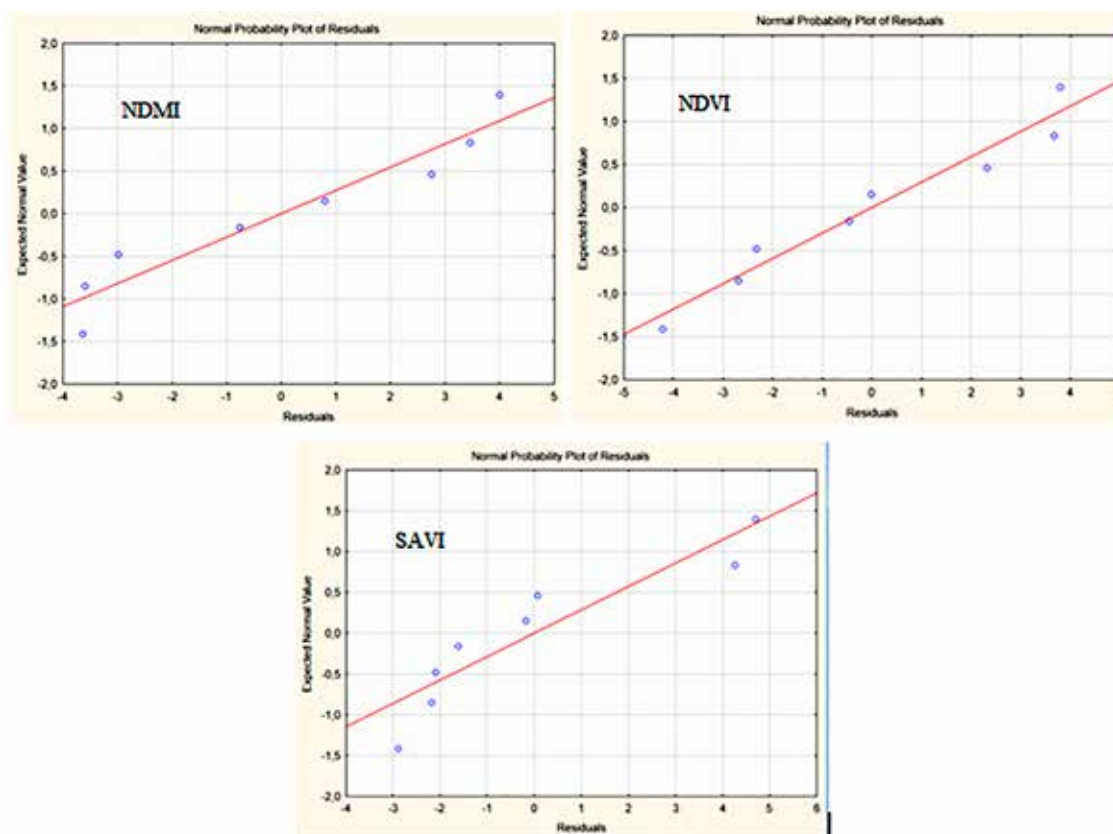 Normal Probability Plot of Residuals
2,0
1,5
1,0
0,5
0,0
-0,5
-1,0
-1,5
-2,0
Expected Normal Value
NDMI
-4 -3 -2 -1 0 1 2 3 4 5
Residuals
Normal Probability Plot of Residuals
2,0
1,5
1,0
0,5
0,0
-0,5
-1,0
-1,5
-2,0
Expected Normal Value
NDVI
-5 -4 -3 -2 -1 0 1 2 3 4
Residuals
Normal Probability Plot of Residuals
2,0
1,5
1,0
0,5
0,0
-0,5
-1,0
-1,5
-2,0
Expected Normal Value
SAVI
-4 -3 -2 -1 0 1 2 3 4 5 6
Residuals